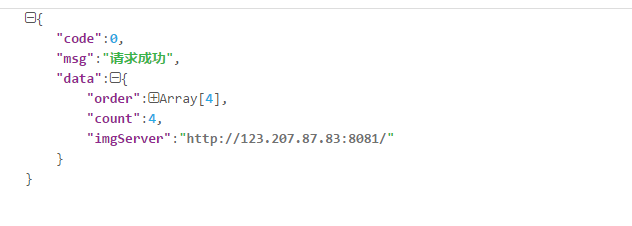 {
"code":0,
"msg":"请求成功",
"data":{
"order":Array[4],
"count":4,
"imgServer":"http://123.207.87.83:8081/"
}
}